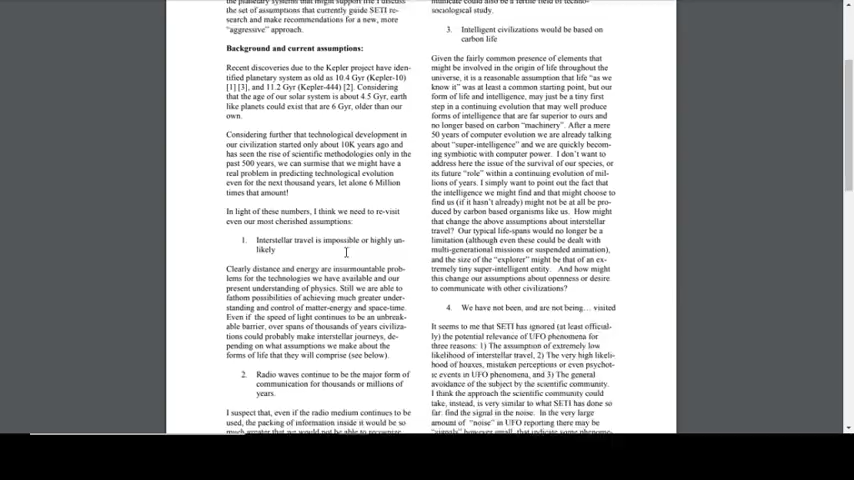 the planetary systems that might support life I discuss
the set of assumptions that currently guide SETI re-
search and make recommendations for a new, more
"aggressive" approach.
Background and current assumptions:
Recent discoveries due to the Kepler project have iden-
tified planetary system as old as 10.4 Gyr (Kepler-10)
[1] [3], and 11.2 Gyr (Kepler-444) [2]. Considering
that the age of our solar system is about 4.5 Gyr, earth
like planets could exist that are 6 Gyr, older than our
own.
Considering further that technological development in
our civilization started only about 10K years ago and
has seen the rise of scientific methodologies only in the
past 500 years, we can surmise that we might have a
real problem in predicting technological evolution
even for the next thousand years, let alone 6 Million
times that amount!
In light of these numbers, I think we need to re-visit
even our most cherished assumptions:
1. Interstellar travel is impossible or highly un-
likely
Clearly distance and energy are insurmountable prob-
lems for the technologies we have available and our
present understanding of physics. Still we are able to
fathom possibilities of achieving much greater under-
standing and control of matter-energy and space-time.
Even if the speed of light continues to be an unbreak-
able barrier, over spans of thousands of years civiliza-
tions could probably make interstellar journeys, de-
pending on what assumptions we make about the
forms of life that they will comprise (see below).
2. Radio waves continue to be the major form of
communication for thousands or millions of
years.
I suspect that, even if the radio medium continues to be
used, the packing of information inside it would be so
much greater that we would not be able to recognize
municate could also be a fertile field of techno-
sociological study.
3. Intelligent civilizations would be based on
carbon life
Given the fairly common presence of elements that
might be involved in the origin of life throughout the
universe, it is a reasonable assumption that life "as we
know it" was at least a common starting point, but our
form of life and intelligence, may just be a tiny first
step in a continuing evolution that may well produce
forms of intelligence that are far superior to ours and
no longer based on carbon "machinery". After a mere
50 years of computer evolution we are already talking
about "super-intelligence" and we are quickly becom-
ing symbiotic with computer power. I don't want to
address here the issue of the survival of our species, or
its future "role" within a continuing evolution of mil-
lions of years. I simply want to point out the fact that
the intelligence we might find and that might choose to
find us (if it hasn't already) might not be at all be pro-
duced by carbon based organisms like us. How might
that change the above assumptions about interstellar
travel? Our typical life-spans would no longer be a
limitation (although even these could be dealt with
multi-generational missions or suspended animation),
and the size of the "explorer" might be that of an ex-
tremely tiny super-intelligent entity. And how might
this change our assumptions about openness or desire
to communicate with other civilizations?
4. We have not been, and are not being… visited
It seems to me that SETI has ignored (at least official-
ly) the potential relevance of UFO phenomena for
three reasons: 1) The assumption of extremely low
likelihood of interstellar travel, 2) The very high likeli-
hood of hoaxes, mistaken perceptions or even psychot-
ic events in UFO phenomena, and 3) The general
avoidance of the subject by the scientific community.
I think the approach the scientific community could
take, instead, is very similar to what SETI has done so
far. find the signal in the noise. In the very large
amount of "noise" in UFO reporting there may be
"signals" however small, that indicate some phenome-